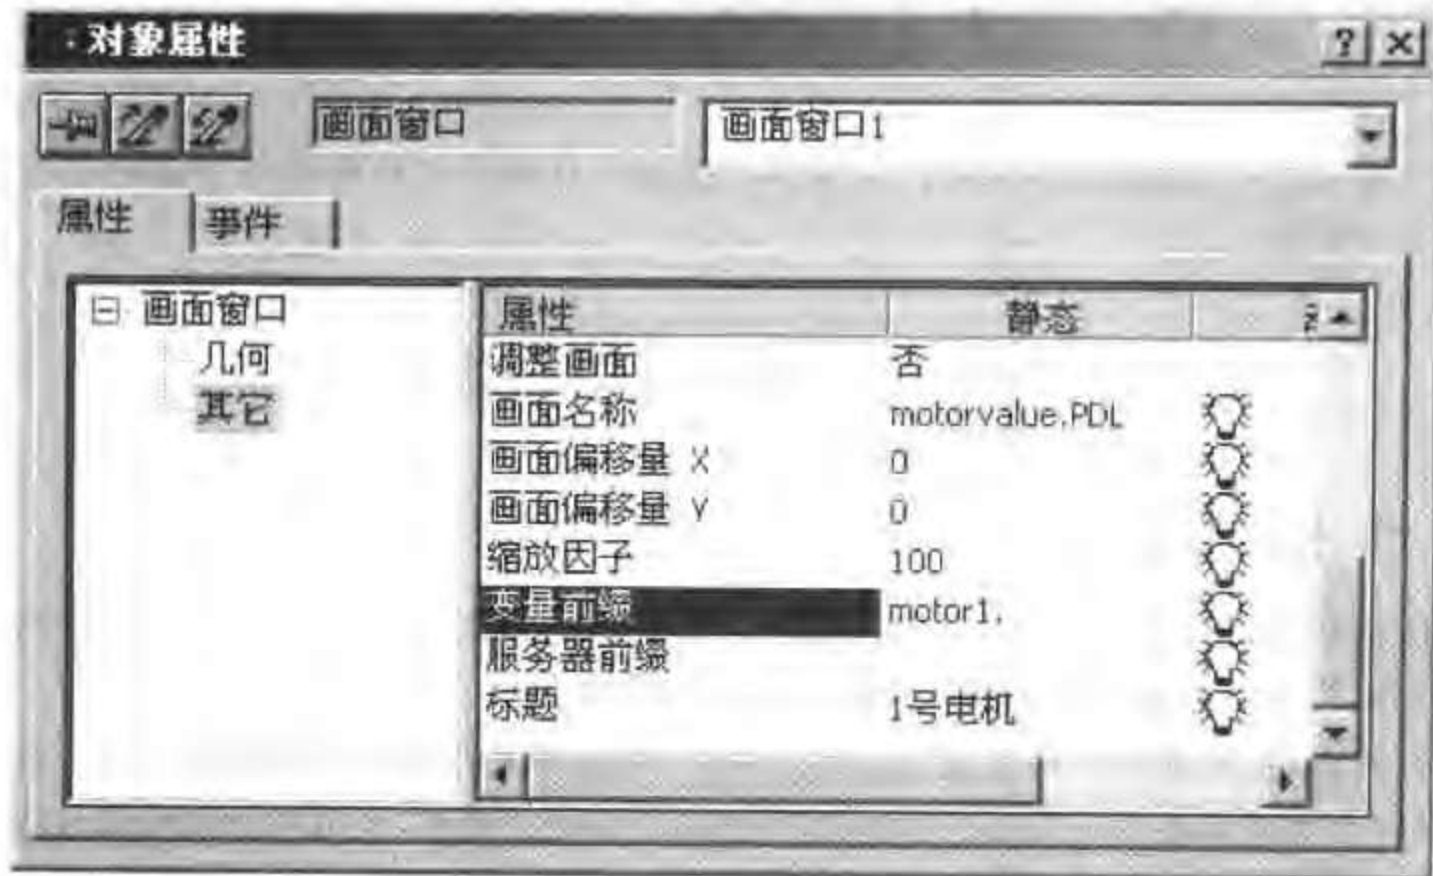 对象属性
画面窗口 画面窗口1
属性 事件
画面窗口
几何
其它
属性 静态
调整画面 否
画面名称 motorvalue.PDL
画面偏移量 X 0
画面偏移量 Y 0
缩放因子 100
变量前缀 motor1.
服务器前缀
标题 1号电机